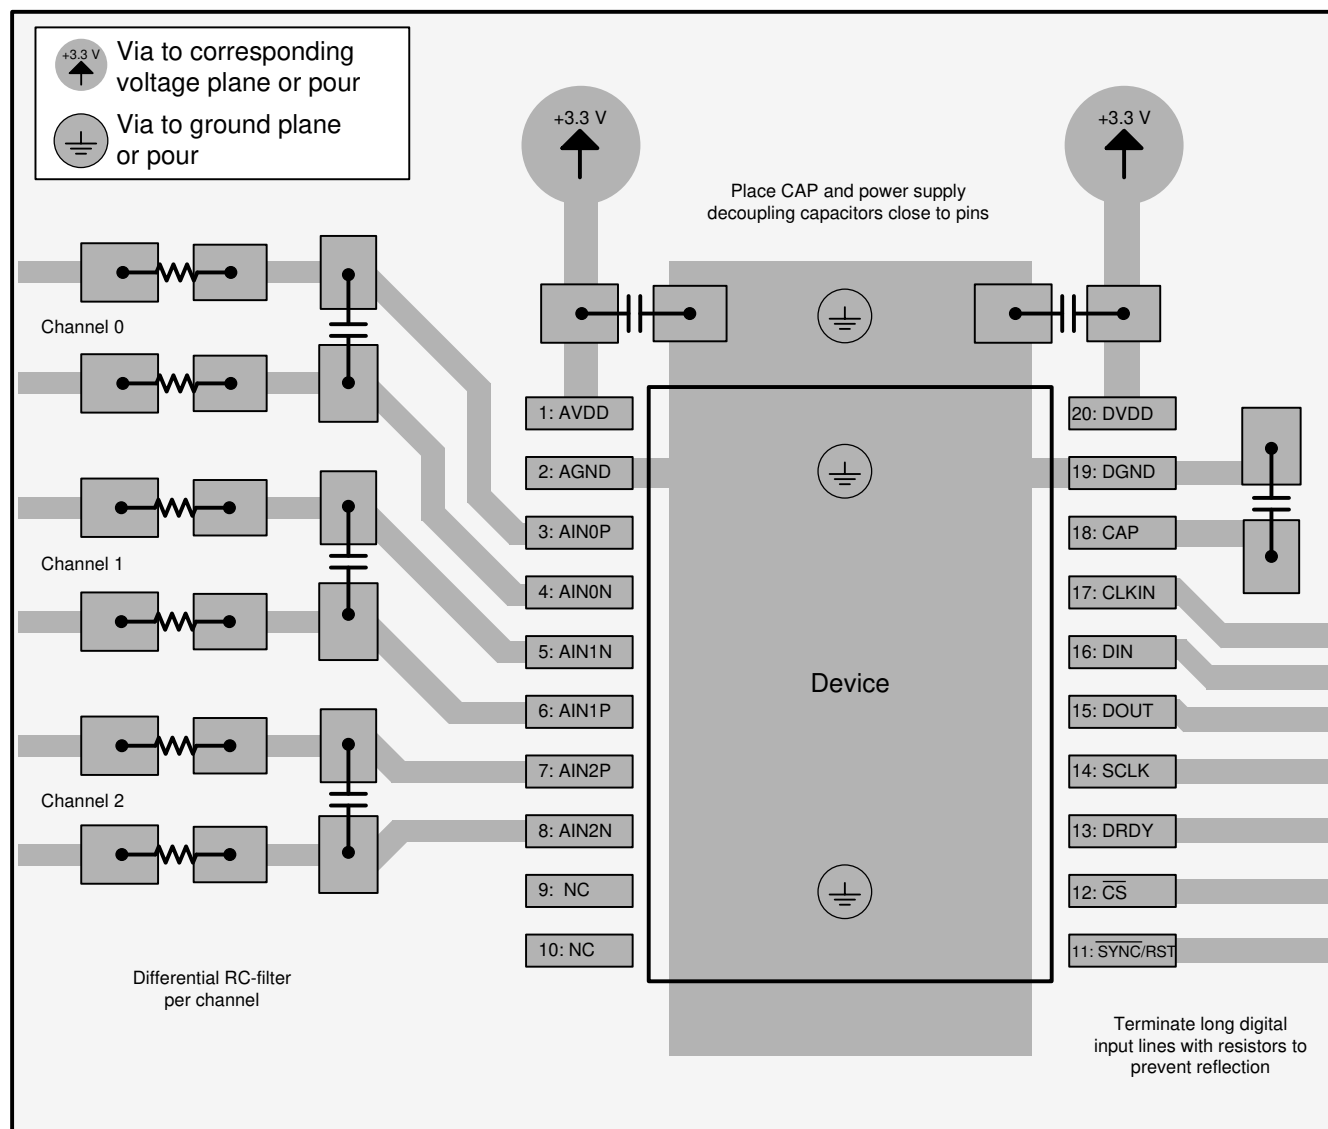 +3.3 V
Via to corresponding
voltage plane or pour
Via to ground plane
or pour
+3.3 V
+3.3 V
Place CAP and power supply
decoupling capacitors close to pins
Channel 0
Channel 1
Channel 2
1: AVDD
2: AGND
3: AIN0P
4: AIN0N
5: AIN1N
6: AIN1P
7: AIN2P
8: AIN2N
9: NC
10: NC
Device
20: DVDD
19: DGND
18: CAP
17: CLKIN
16: DIN
15: DOUT
14: SCLK
13: DRDY
12: C̅S̅
11: S̅Y̅N̅C̅/RST
Differential RC-filter
per channel
Terminate long digital
input lines with resistors to
prevent reflection